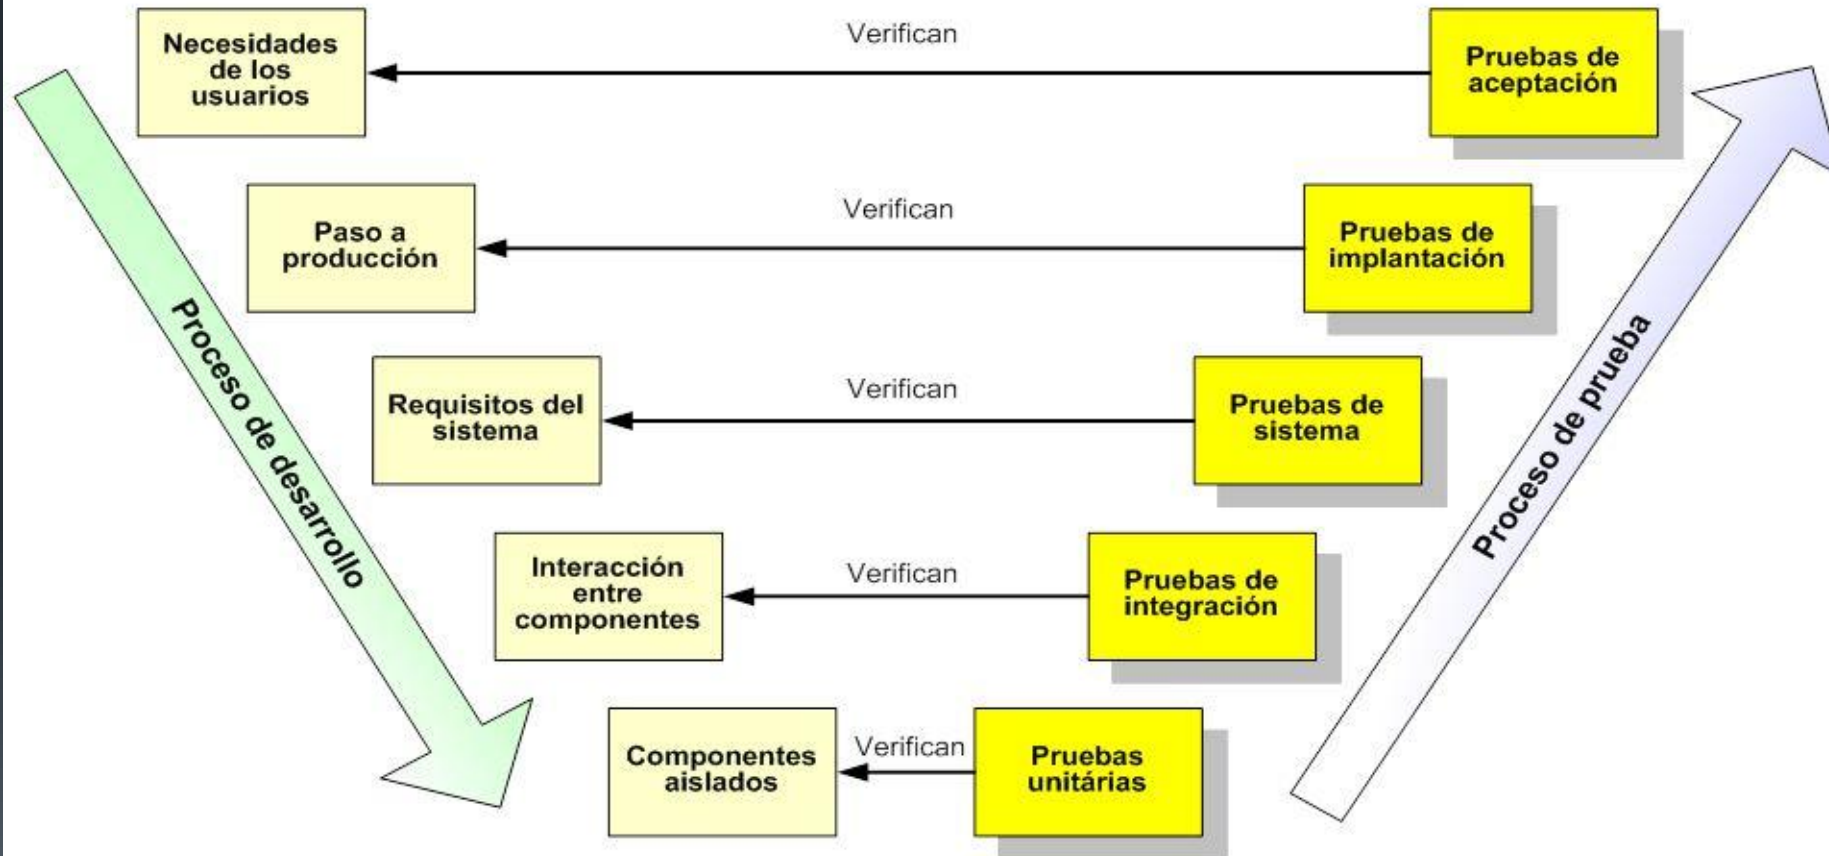 Necesidades
de los
usuarios
Verifican
Pruebas de
aceptación
Paso a
producción
Verifican
Pruebas de
implantación
Proceso de desarrollo
Requisitos del
sistema
Verifican
Pruebas de
sistema
Proceso de prueba
Interacción
entre
componentes
Verifican
Pruebas de
integración
Componentes
aislados
Verifican
Pruebas
unitárias